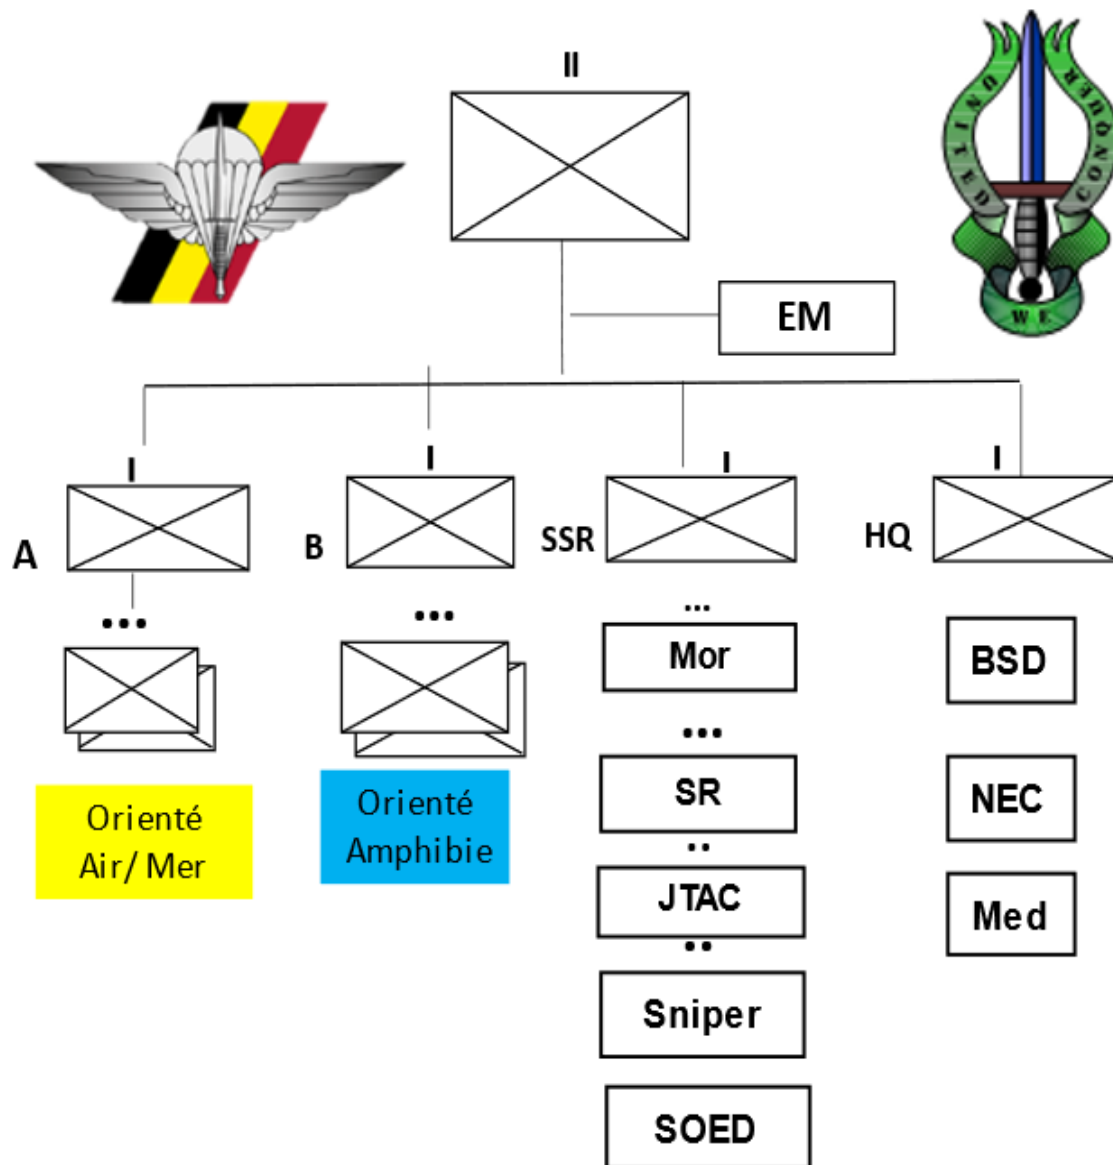 II
UNITED
WE
CONQUER
EM
I
I
I
I
A
B
SSR
HQ
...
...
...
Mor
BSD
...
SR
NEC
..
JTAC
Med
..
Sniper
SOED
Orienté
Air/ Mer
Orienté
Amphibie